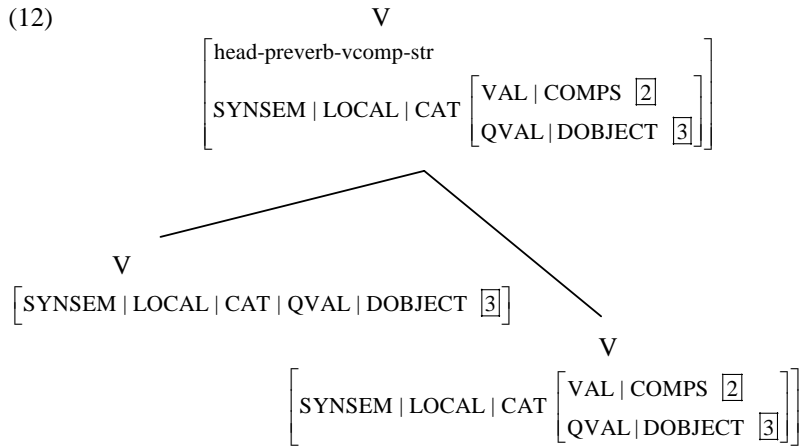 (12) V
head-preverb-vcomp-str
SYNSEM | LOCAL | CAT [VAL | COMPS 2
QVAL | DOBJECT 3]
V
[SYNSEM | LOCAL | CAT | QVAL | DOBJECT 3]
V
[SYNSEM | LOCAL | CAT [VAL | COMPS 2
QVAL | DOBJECT 3]]